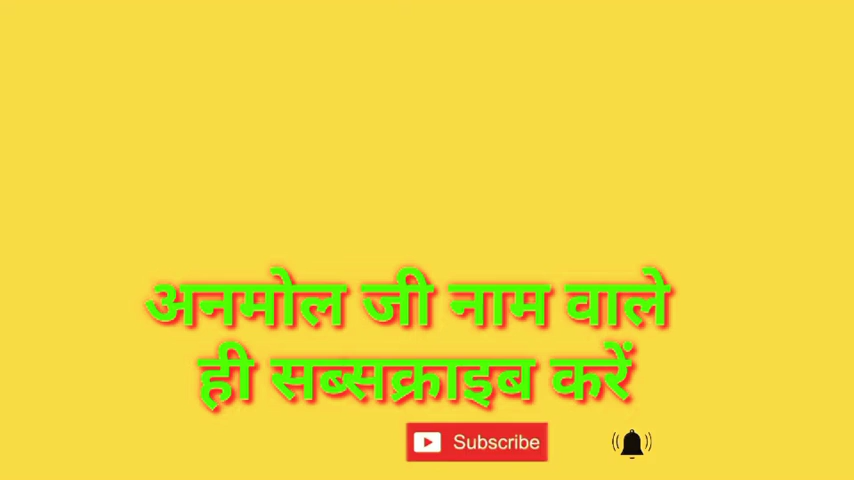 अनमोल जी नाम वाले
ही सब्सक्राइब करें
Subscribe